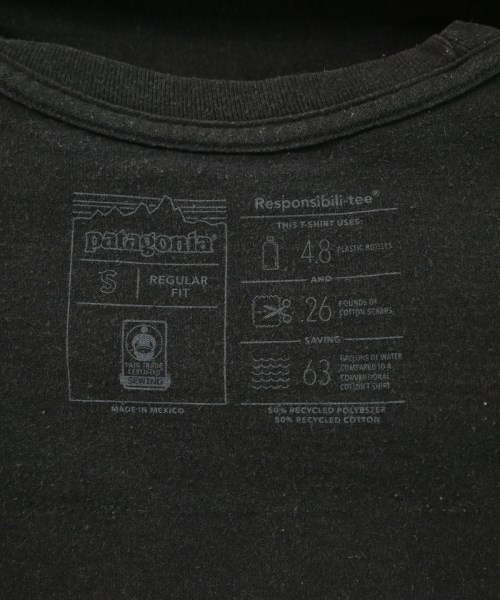 patagonia®
S
REGULAR
FIT
FAIR TRADE
CERTIFIED
SEWING
MADE IN MEXICO
Responsibili-tee®
THIS T-SHIRT USES:
4.8 PLASTIC BOTTLES
AND
.26 POUNDS OF
COTTON SCRAPS
SAVING
63 GALLONS OF WATER
COMPARED TO A
CONVENTIONAL
COTTON T-SHIRT
50% RECYCLED POLYESTER
50% RECYCLED COTTON